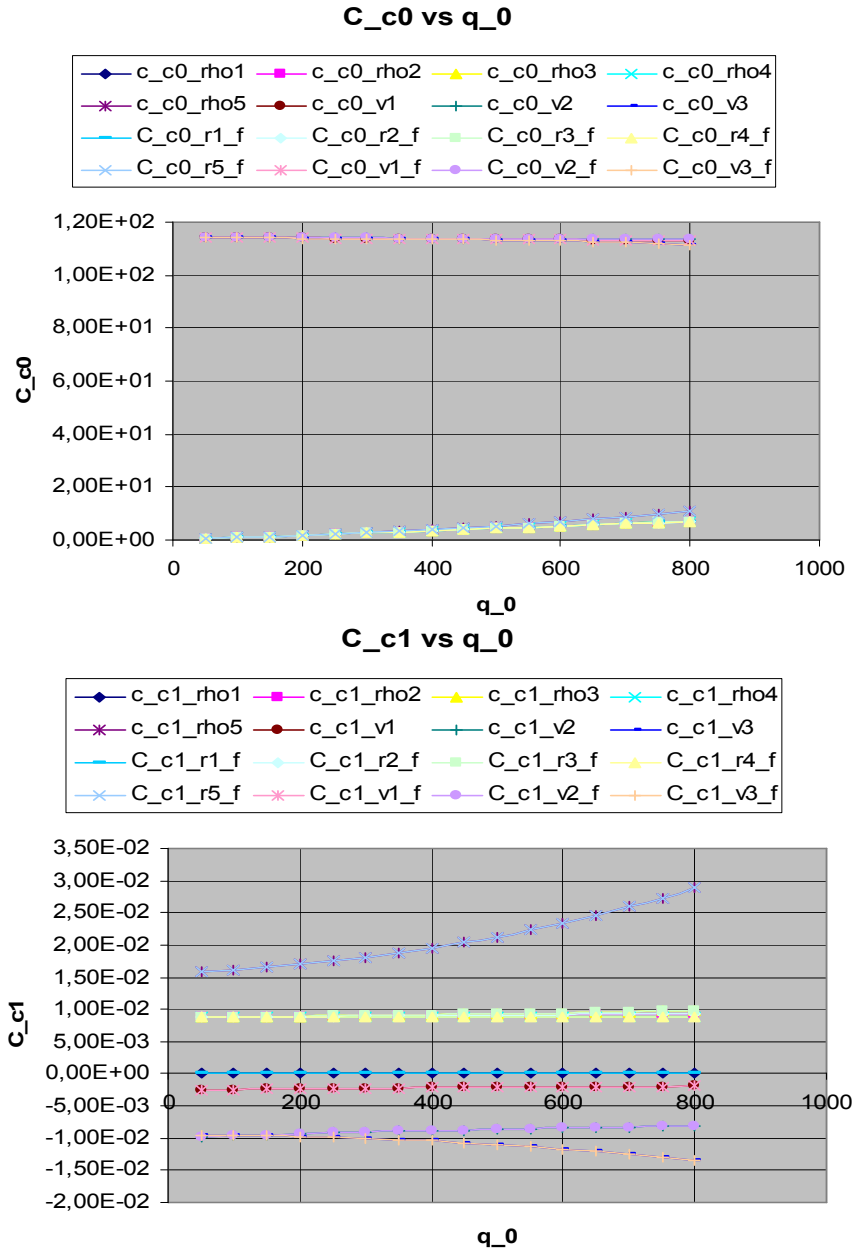 C_c0 vs q_0
c_c0_rho1 c_c0_rho2 c_c0_rho3 c_c0_rho4
c_c0_rho5 c_c0_v1 c_c0_v2 c_c0_v3
C_c0_r1_f C_c0_r2_f C_c0_r3_f C_c0_r4_f
C_c0_r5_f C_c0_v1_f C_c0_v2_f C_c0_v3_f
1,20E+02
1,00E+02
8,00E+01
6,00E+01
4,00E+01
2,00E+01
0,00E+00
C_c0
0 200 400 600 800 1000
q_0
C_c1 vs q_0
c_c1_rho1 c_c1_rho2 c_c1_rho3 c_c1_rho4
c_c1_rho5 c_c1_v1 c_c1_v2 c_c1_v3
C_c1_r1_f C_c1_r2_f C_c1_r3_f C_c1_r4_f
C_c1_r5_f C_c1_v1_f C_c1_v2_f C_c1_v3_f
3,50E-02
3,00E-02
2,50E-02
2,00E-02
1,50E-02
1,00E-02
5,00E-03
0,00E+00
-5,00E-03
-1,00E-02
-1,50E-02
-2,00E-02
C_c1
0 200 400 600 800 1000
q_0